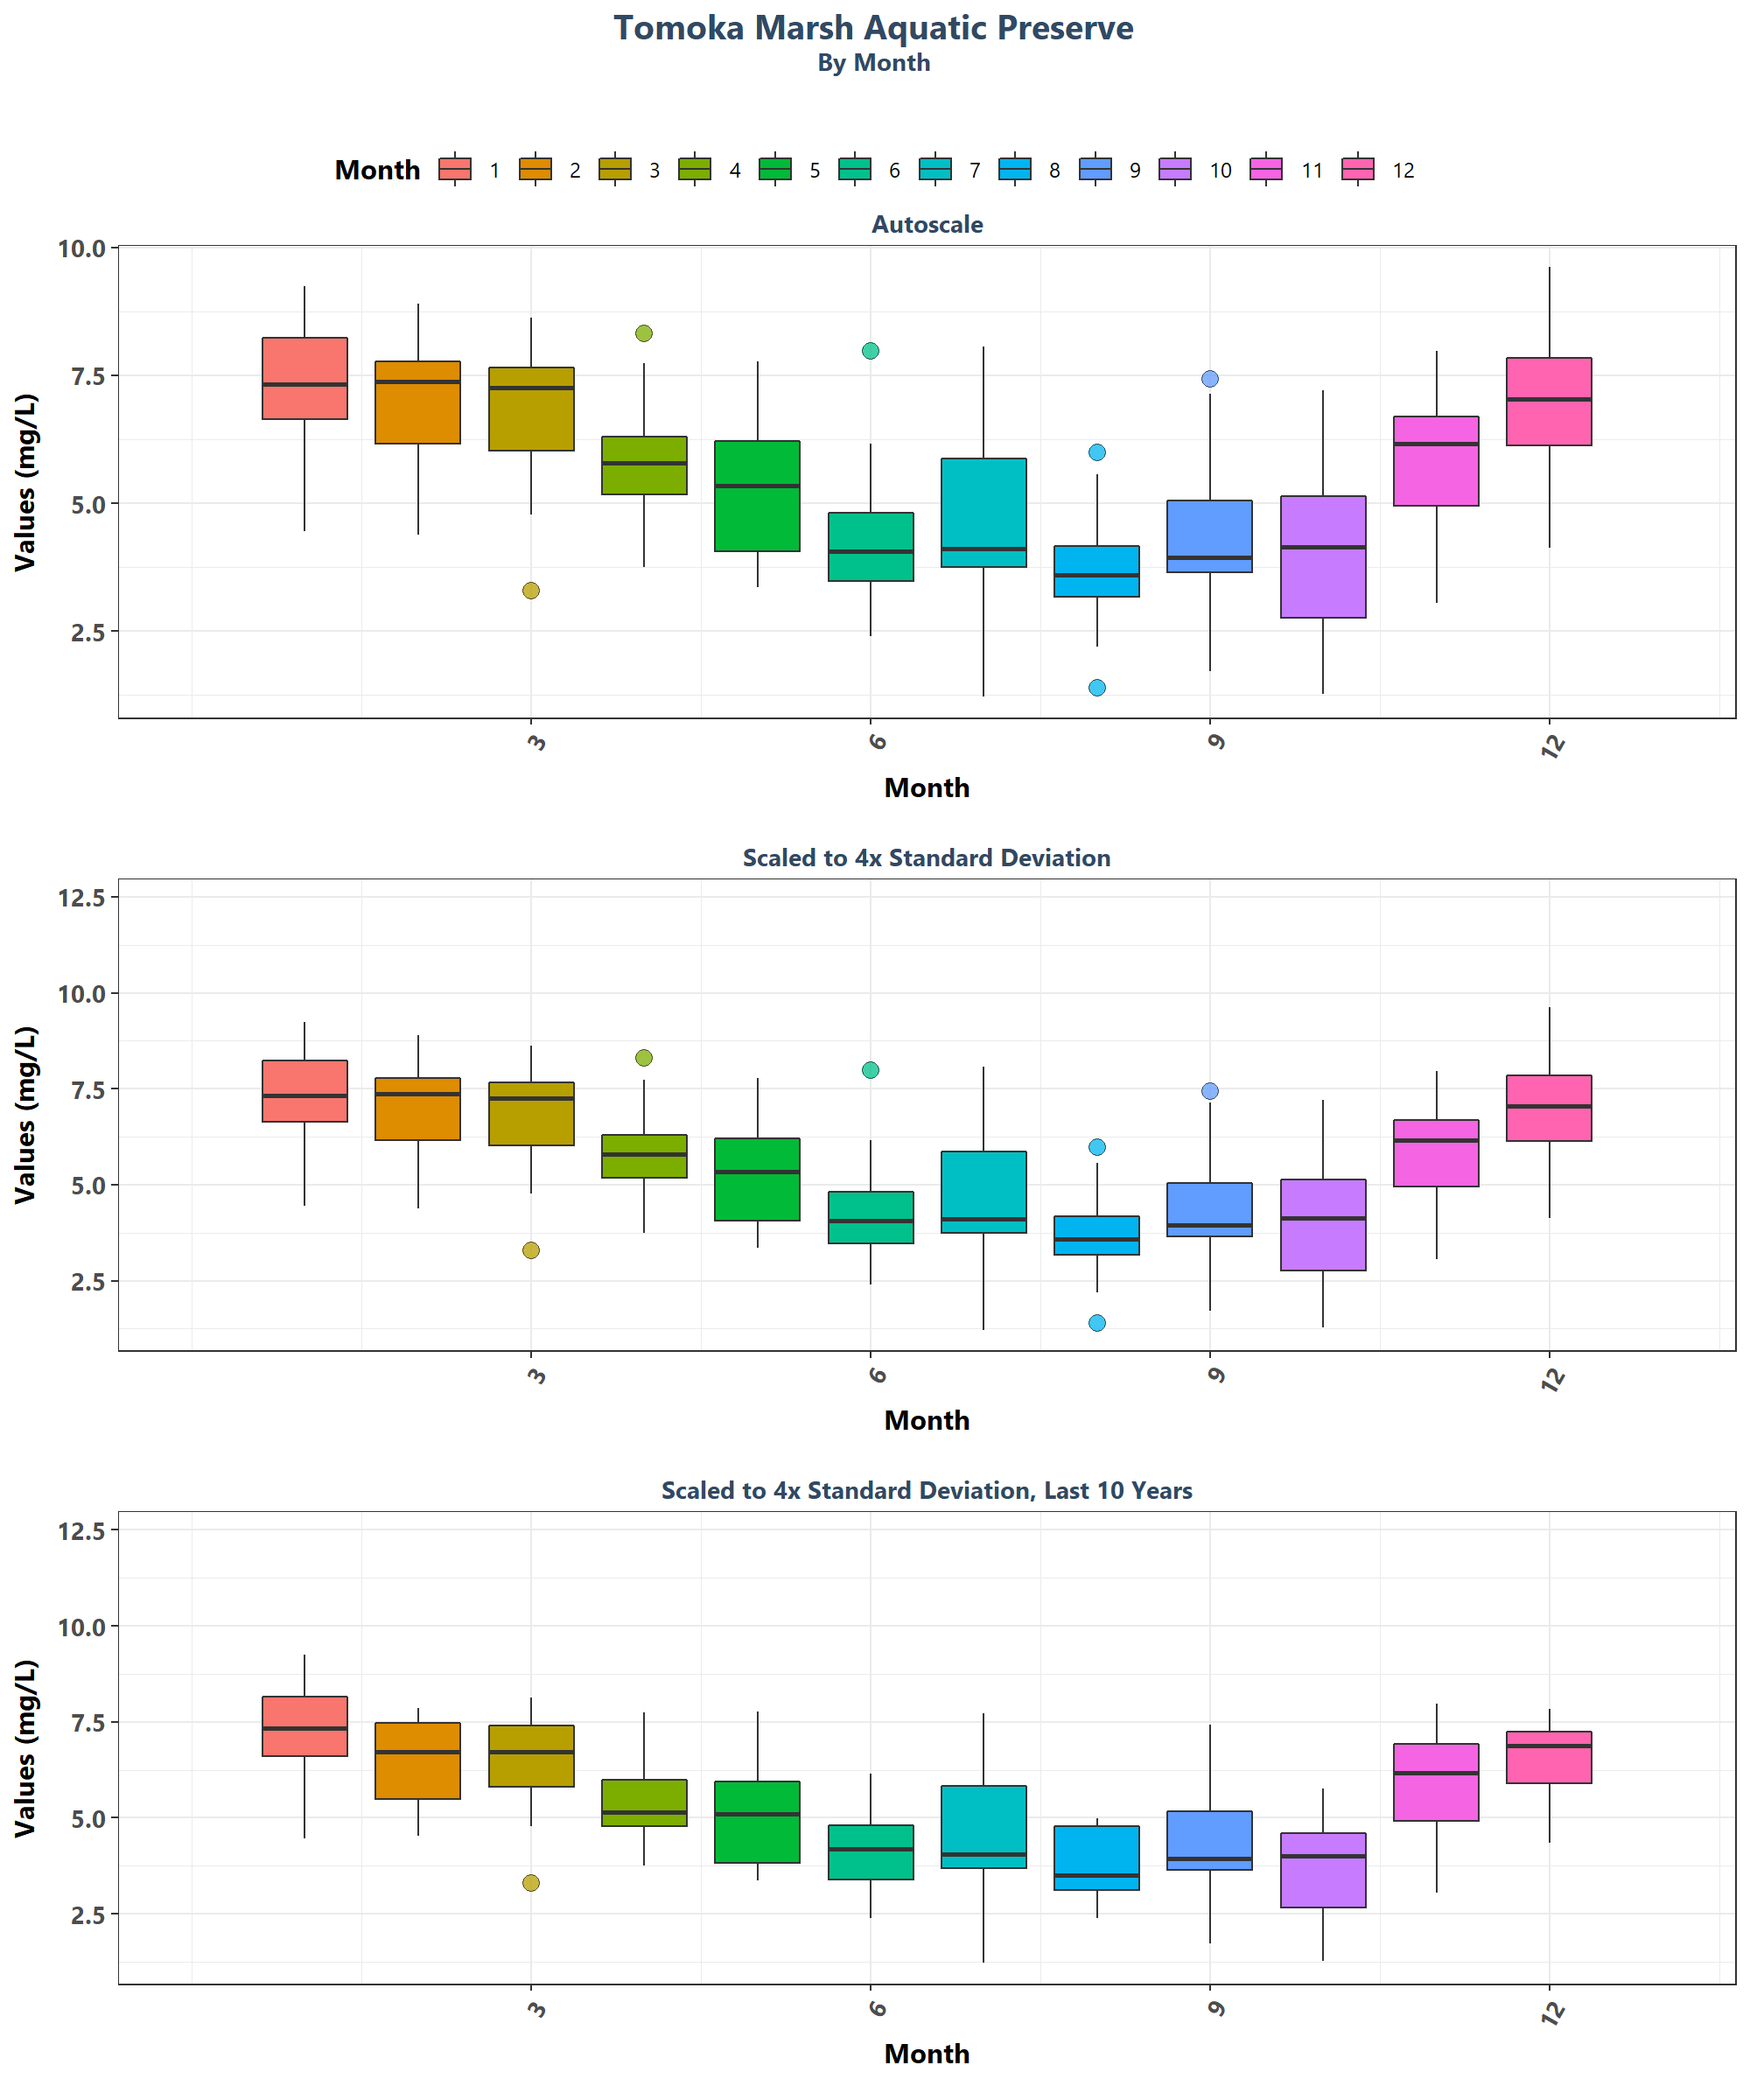 Tomoka Marsh Aquatic Preserve
By Month
Month 1 2 3 4 5 6 7 8 9 10 11 12
Autoscale
Values (mg/L)
10.0
7.5
5.0
2.5
3 6 9 12
Month
Scaled to 4x Standard Deviation
Values (mg/L)
12.5
10.0
7.5
5.0
2.5
3 6 9 12
Month
Scaled to 4x Standard Deviation, Last 10 Years
Values (mg/L)
12.5
10.0
7.5
5.0
2.5
3 6 9 12
Month